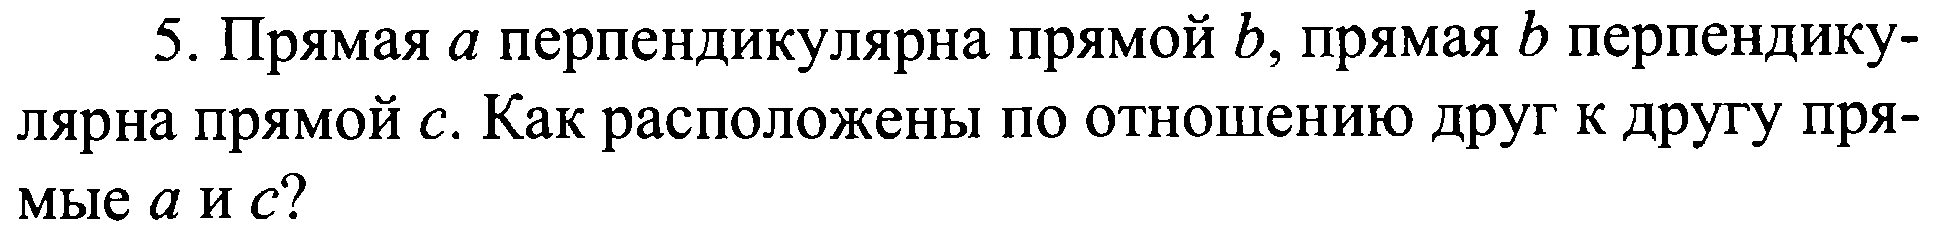 5. Прямая a перпендикулярна прямой b, прямая b перпендику-
лярна прямой c. Как расположены по отношению друг к другу пря-
мые a и c?